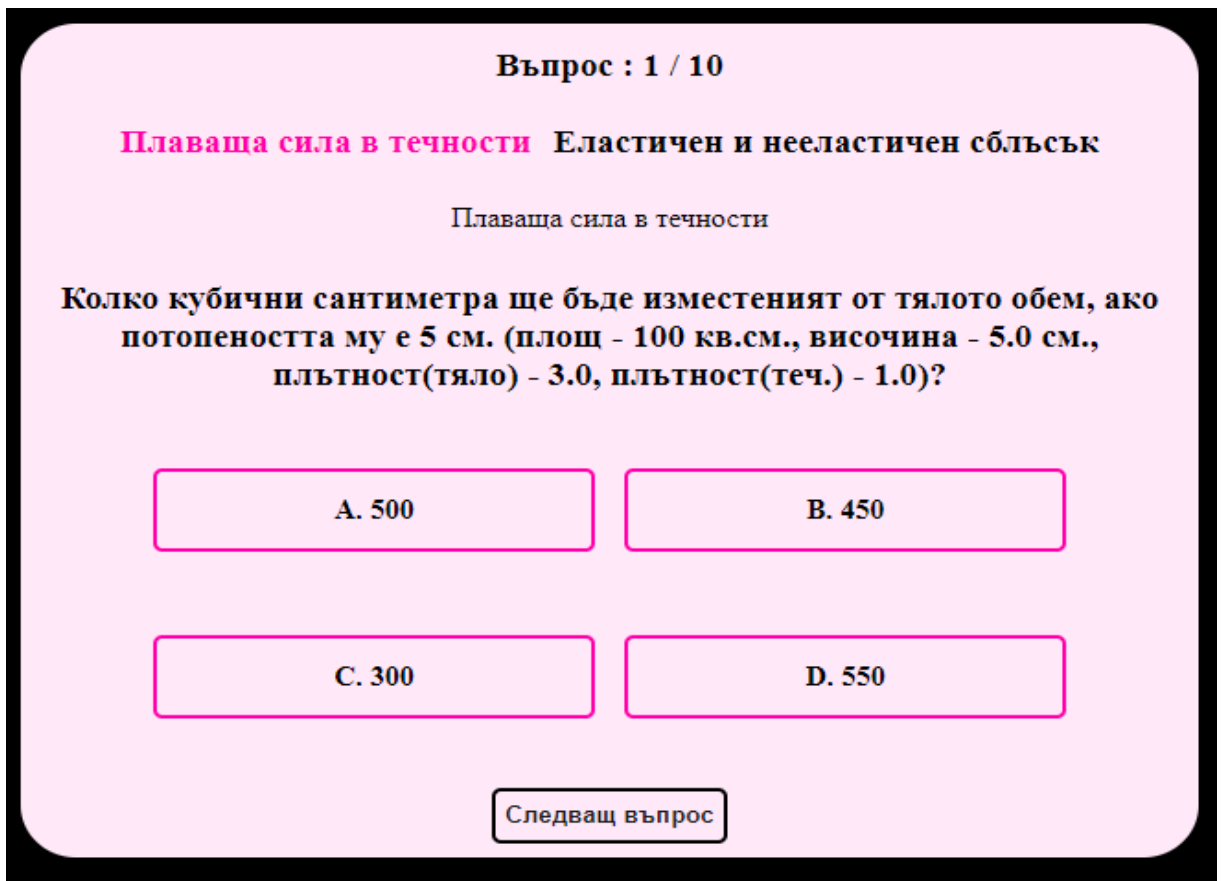 Въпрос : 1 / 10
Плаваща сила в течности Еластичен и нееластичен сблъсък
Плаваща сила в течности
Колко кубични сантиметра ще бъде изместеният от тялото обем, ако
потопеността му е 5 см. (площ - 100 кв.см., височина - 5.0 см.,
плътност(тяло) - 3.0, плътност(теч.) - 1.0)?
A. 500
B. 450
C. 300
D. 550
Следващ въпрос